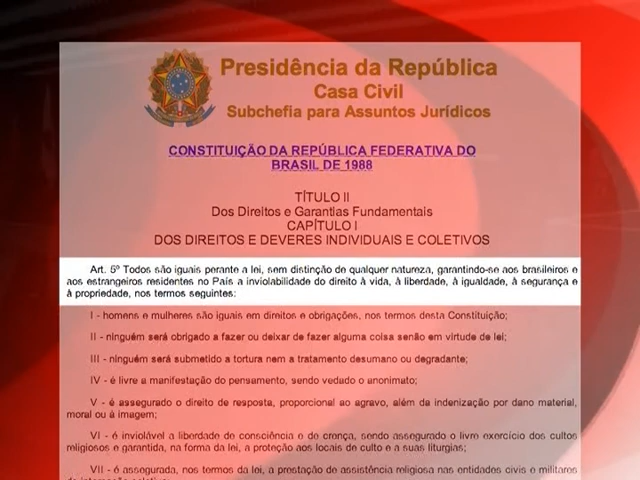 Presidência da República
Casa Civil
Subchefia para Assuntos Jurídicos
CONSTITUIÇÃO DA REPÚBLICA FEDERATIVA DO
BRASIL DE 1988
TÍTULO II
Dos Direitos e Garantias Fundamentais
CAPÍTULO I
DOS DIREITOS E DEVERES INDIVIDUAIS E COLETIVOS
Art. 5º Todos são iguais perante a lei, sem distinção de qualquer natureza, garantindo-se aos brasileiros e
aos estrangeiros residentes no País a inviolabilidade do direito à vida, à liberdade, à igualdade, à segurança e
à propriedade, nos termos seguintes:
I - homens e mulheres são iguais em direitos e obrigações, nos termos desta Constituição;
II - ninguém será obrigado a fazer ou deixar de fazer alguma coisa senão em virtude de lei;
III - ninguém será submetido a tortura nem a tratamento desumano ou degradante;
IV - é livre a manifestação do pensamento, sendo vedado o anonimato;
V - é assegurado o direito de resposta, proporcional ao agravo, além da indenização por dano material,
moral ou à imagem;
VI - é inviolável a liberdade de consciência e de crença, sendo assegurado o livre exercício dos cultos
religiosos e garantida, na forma da lei, a proteção aos locais de culto e a suas liturgias;
VII - é assegurada, nos termos da lei, a prestação de assistência religiosa nas entidades civis e militares